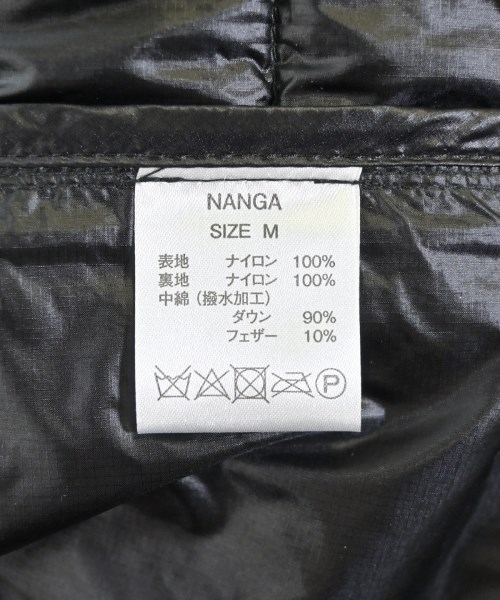 NANGA
SIZE M
表地 ナイロン 100%
裏地 ナイロン 100%
中綿（撥水加工）
ダウン 90%
フェザー 10%
P